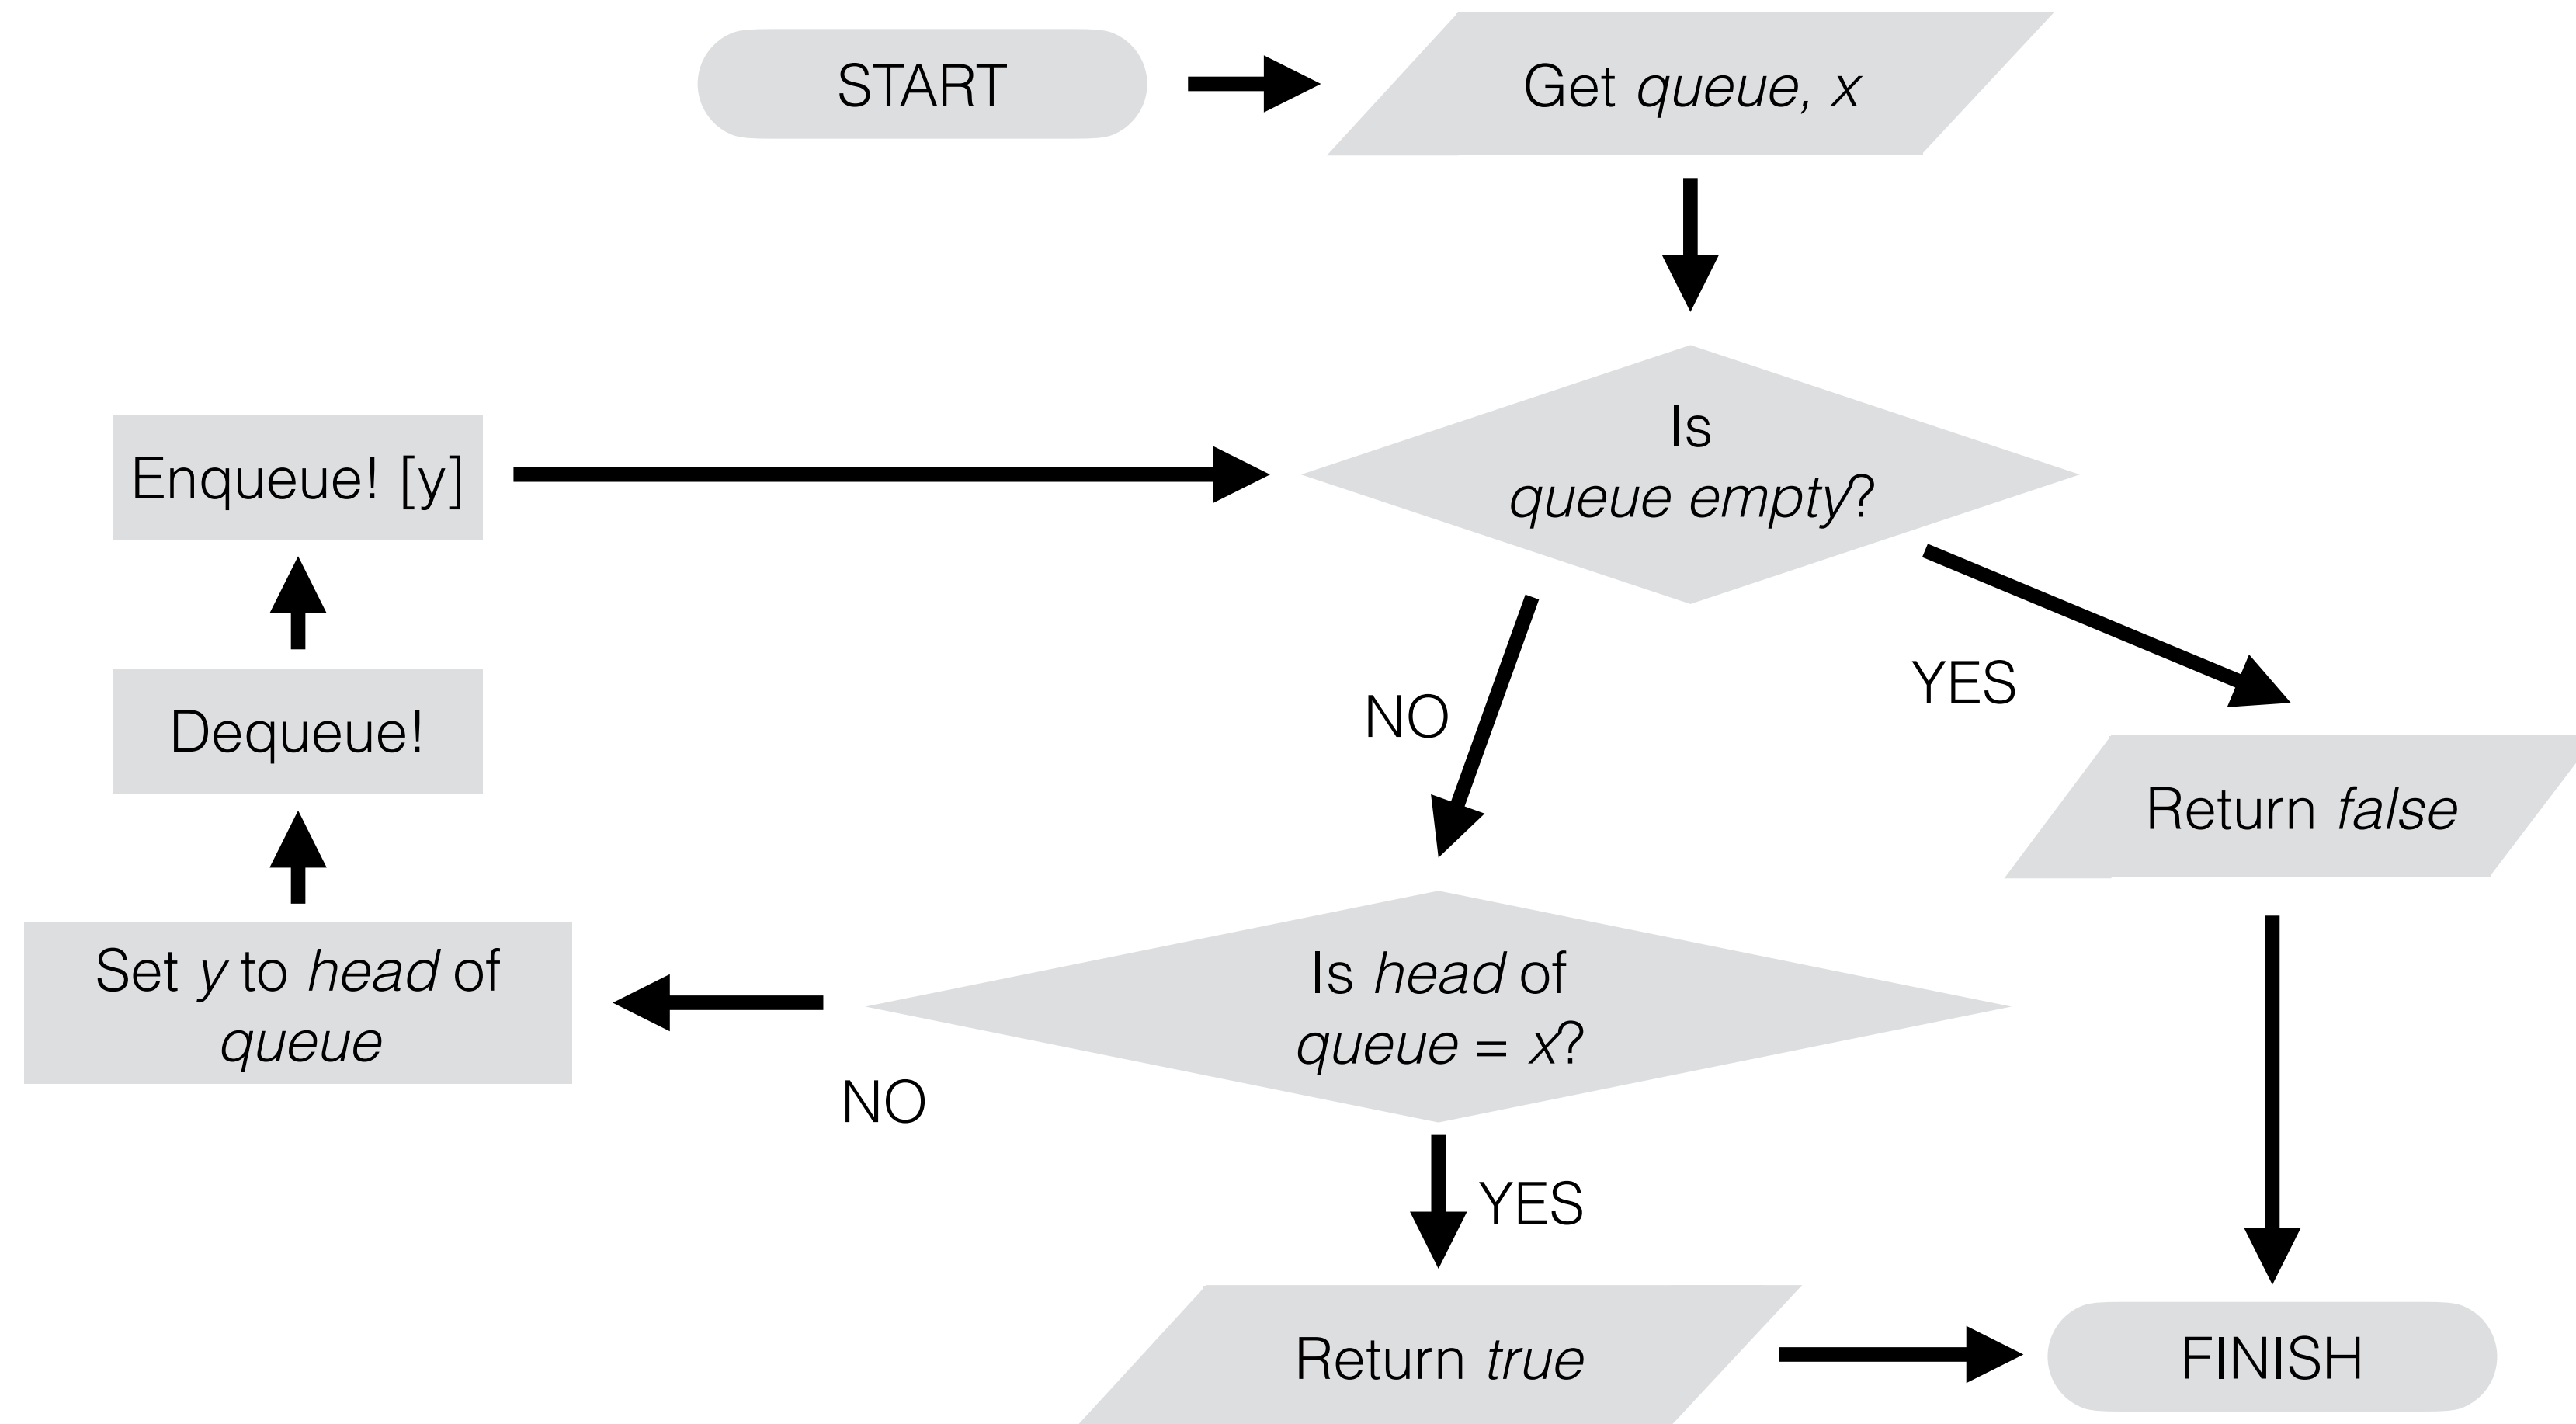 START
Get queue, x
Is
queue empty?
Enqueue! [y]
NO
YES
Dequeue!
Return false
Set y to head of
queue
Is head of
queue = x?
NO
YES
Return true
FINISH